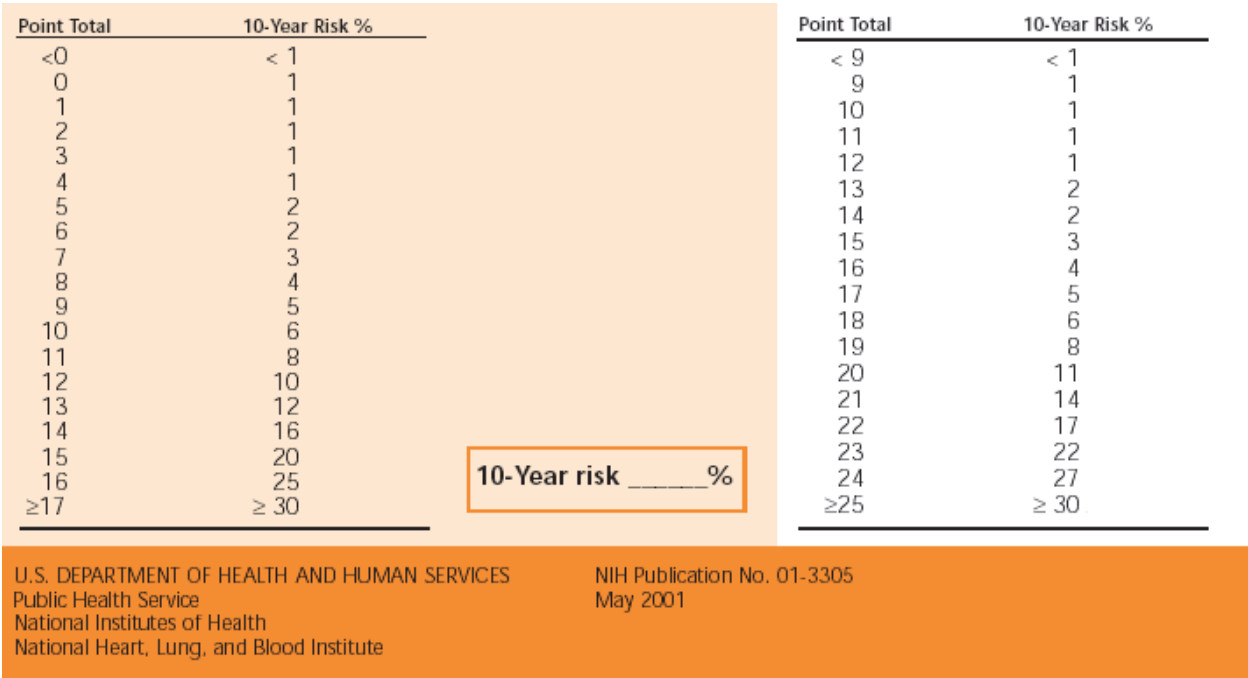 Point Total 10-Year Risk %
<0 < 1
0 1
1 1
2 1
3 1
4 1
5 2
6 2
7 3
8 4
9 5
10 6
11 8
12 10
13 12
14 16
15 20
16 25
≥17 ≥ 30
10-Year risk ______%
Point Total 10-Year Risk %
< 9 < 1
9 1
10 1
11 1
12 1
13 2
14 2
15 3
16 4
17 5
18 6
19 8
20 11
21 14
22 17
23 22
24 27
≥25 ≥ 30
U.S. DEPARTMENT OF HEALTH AND HUMAN SERVICES
Public Health Service
National Institutes of Health
National Heart, Lung, and Blood Institute
NIH Publication No. 01-3305
May 2001